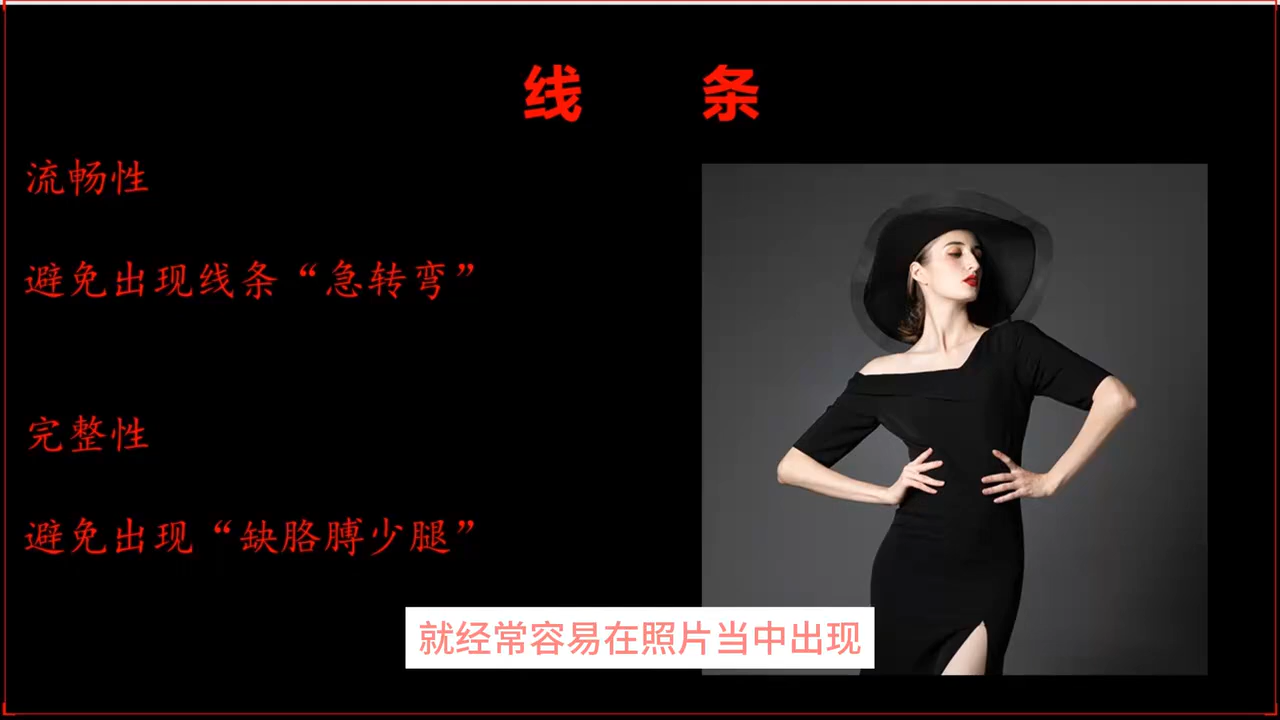 线 条
流畅性
避免出现线条“急转弯”
完整性
避免出现“缺胳膊少腿”
就经常容易在照片当中出现